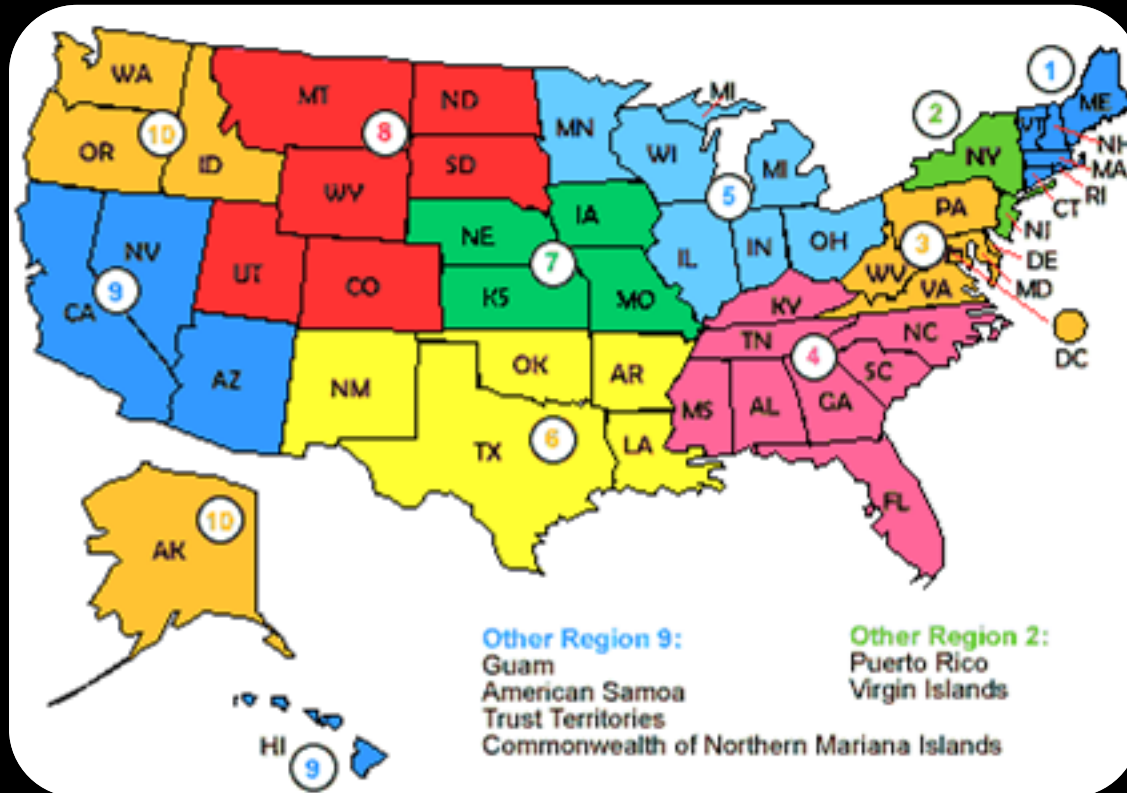 WA
MT
ND
MN
MI
1
ME
2
VT
NH
OR
10
ID
8
SD
WI
MI
NY
MA
RI
CT
WY
5
PA
NJ
NV
UT
CO
NE
IA
7
IL
IN
OH
3
WV
VA
DE
MD
DC
CA
9
KS
MO
KY
TN
4
NC
SC
AZ
NM
OK
AR
MS
AL
GA
TX
6
LA
FL
10
AK
HI
9
Other Region 9:
Guam
American Samoa
Trust Territories
Commonwealth of Northern Mariana Islands
Other Region 2:
Puerto Rico
Virgin Islands